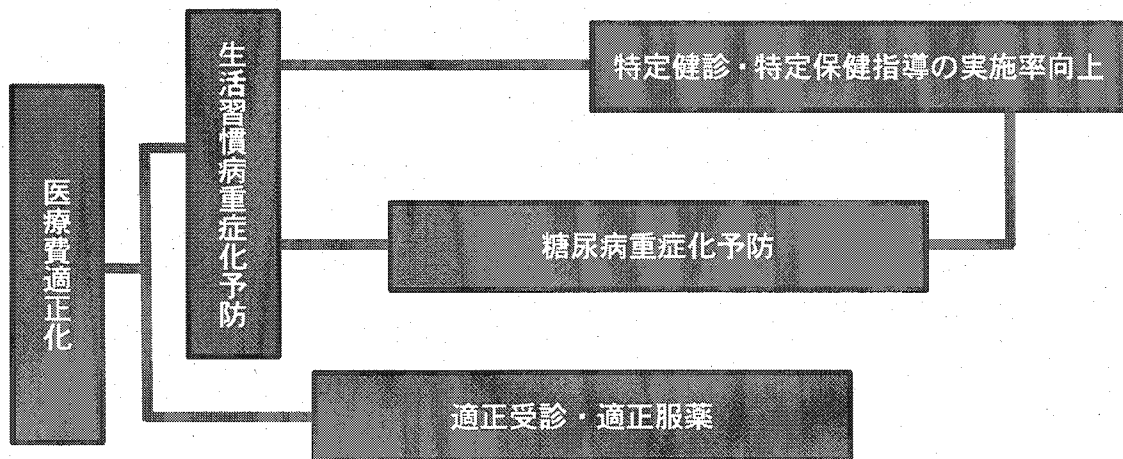 医療費適正化
生活習慣病重症化予防
特定健診・特定保健指導の実施率向上
糖尿病重症化予防
適正受診・適正服薬